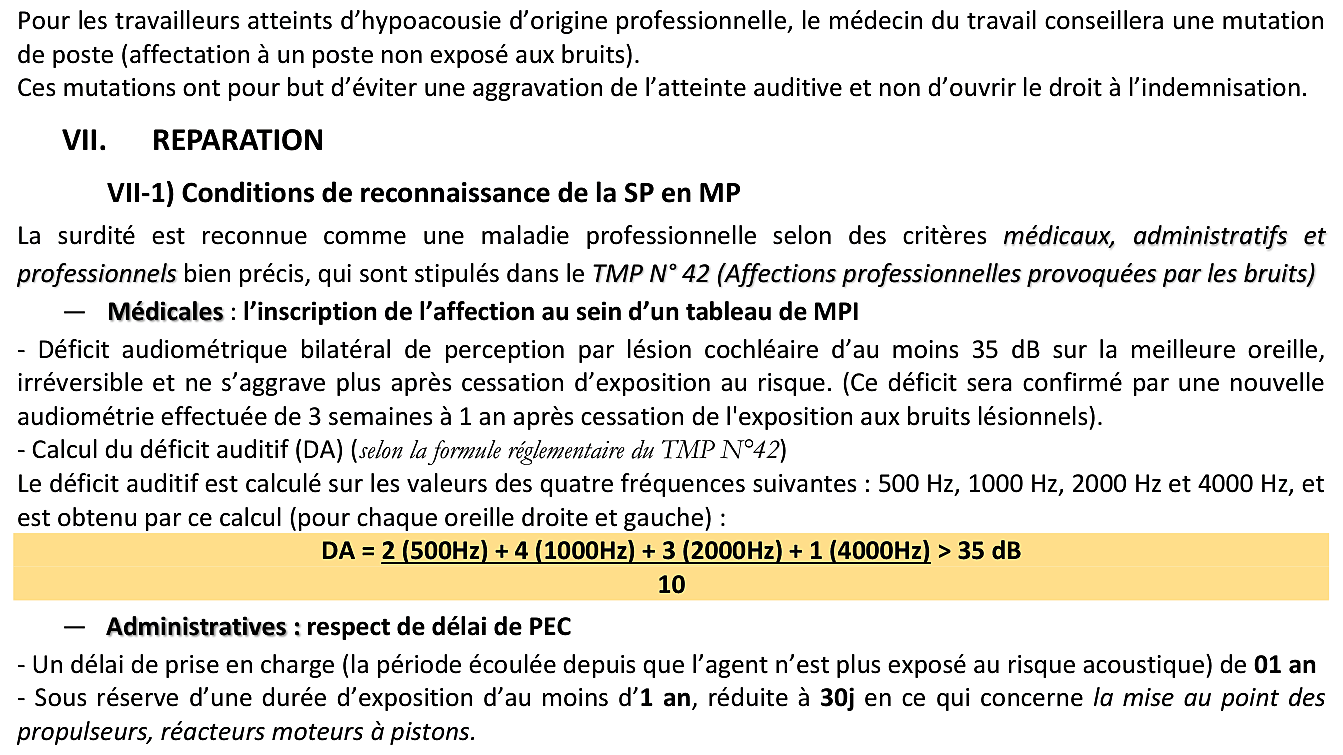 Pour les travailleurs atteints d’hypoacousie d’origine professionnelle, le médecin du travail conseillera une mutation
de poste (affectation à un poste non exposé aux bruits).
Ces mutations ont pour but d’éviter une aggravation de l’atteinte auditive et non d’ouvrir le droit à l’indemnisation.
VII. REPARATION
VII-1) Conditions de reconnaissance de la SP en MP
La surdité est reconnue comme une maladie professionnelle selon des critères médicaux, administratifs et
professionnels bien précis, qui sont stipulés dans le TMP N° 42 (Affections professionnelles provoquées par les bruits)
— Médicales : l’inscription de l’affection au sein d’un tableau de MPI
- Déficit audiométrique bilatéral de perception par lésion cochléaire d’au moins 35 dB sur la meilleure oreille,
irréversible et ne s’aggrave plus après cessation d’exposition au risque. (Ce déficit sera confirmé par une nouvelle
audiométrie effectuée de 3 semaines à 1 an après cessation de l'exposition aux bruits lésionnels).
- Calcul du déficit auditif (DA) (selon la formule réglementaire du TMP N°42)
Le déficit auditif est calculé sur les valeurs des quatre fréquences suivantes : 500 Hz, 1000 Hz, 2000 Hz et 4000 Hz, et
est obtenu par ce calcul (pour chaque oreille droite et gauche) :
DA = 2 (500Hz) + 4 (1000Hz) + 3 (2000Hz) + 1 (4000Hz) > 35 dB
10
— Administratives : respect de délai de PEC
- Un délai de prise en charge (la période écoulée depuis que l’agent n’est plus exposé au risque acoustique) de 01 an
- Sous réserve d’une durée d’exposition d’au moins d’1 an, réduite à 30j en ce qui concerne la mise au point des
propulseurs, réacteurs moteurs à pistons.